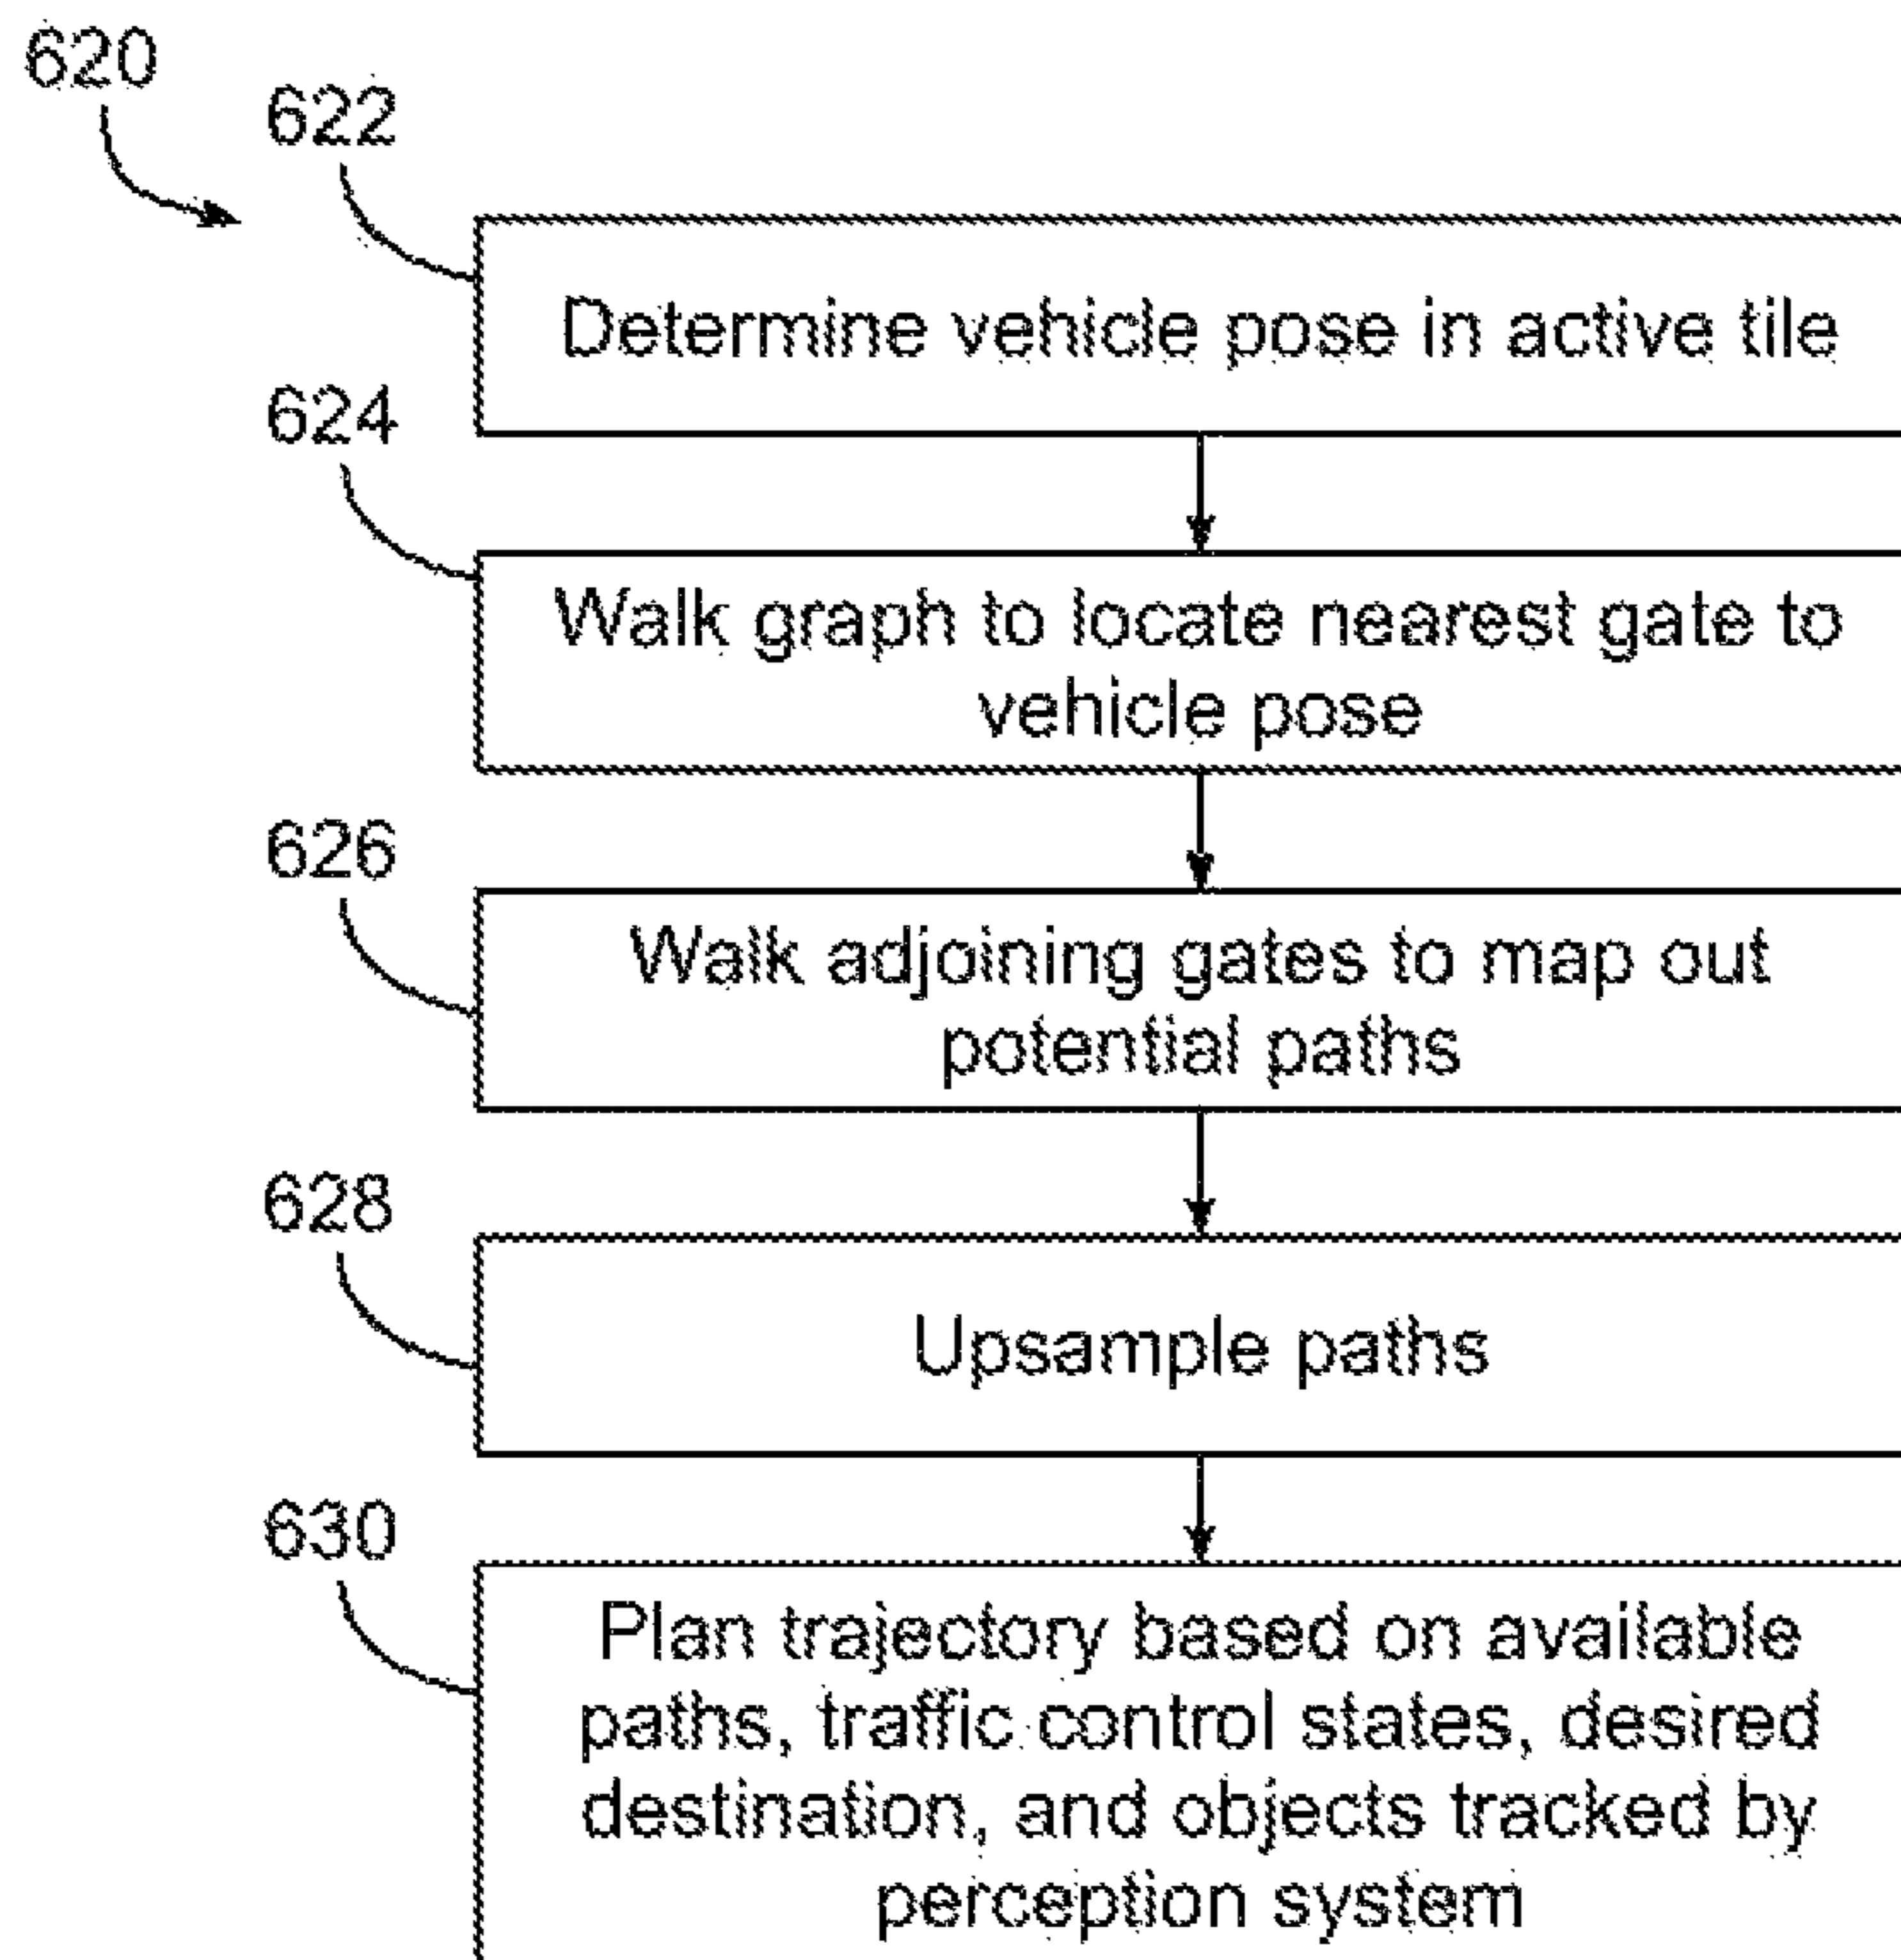 620
622
Determine vehicle pose in active tile
624
Walk graph to locate nearest gate to
vehicle pose
626
Walk adjoining gates to map out
potential paths
628
Upsample paths
630
Plan trajectory based on available
paths, traffic control states, desired
destination, and objects tracked by
perception system